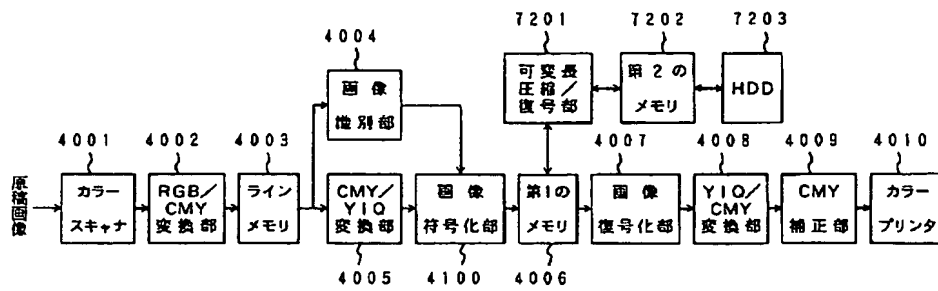 7201
7202
7203
4004
可変長
圧縮/
復号部
第2の
メモリ
HDD
画像
識別部
4001
4002
4003
4007
4008
4009
4010
原稿画像
カラー
スキャナ
RGB/
CMY
変換部
ライン
メモリ
CMY/
YIQ
変換部
画像
符号化部
第1の
メモリ
画像
復号化部
YIQ/
CMY
変換部
CMY
補正部
カラー
プリンタ
4005
4100
4006